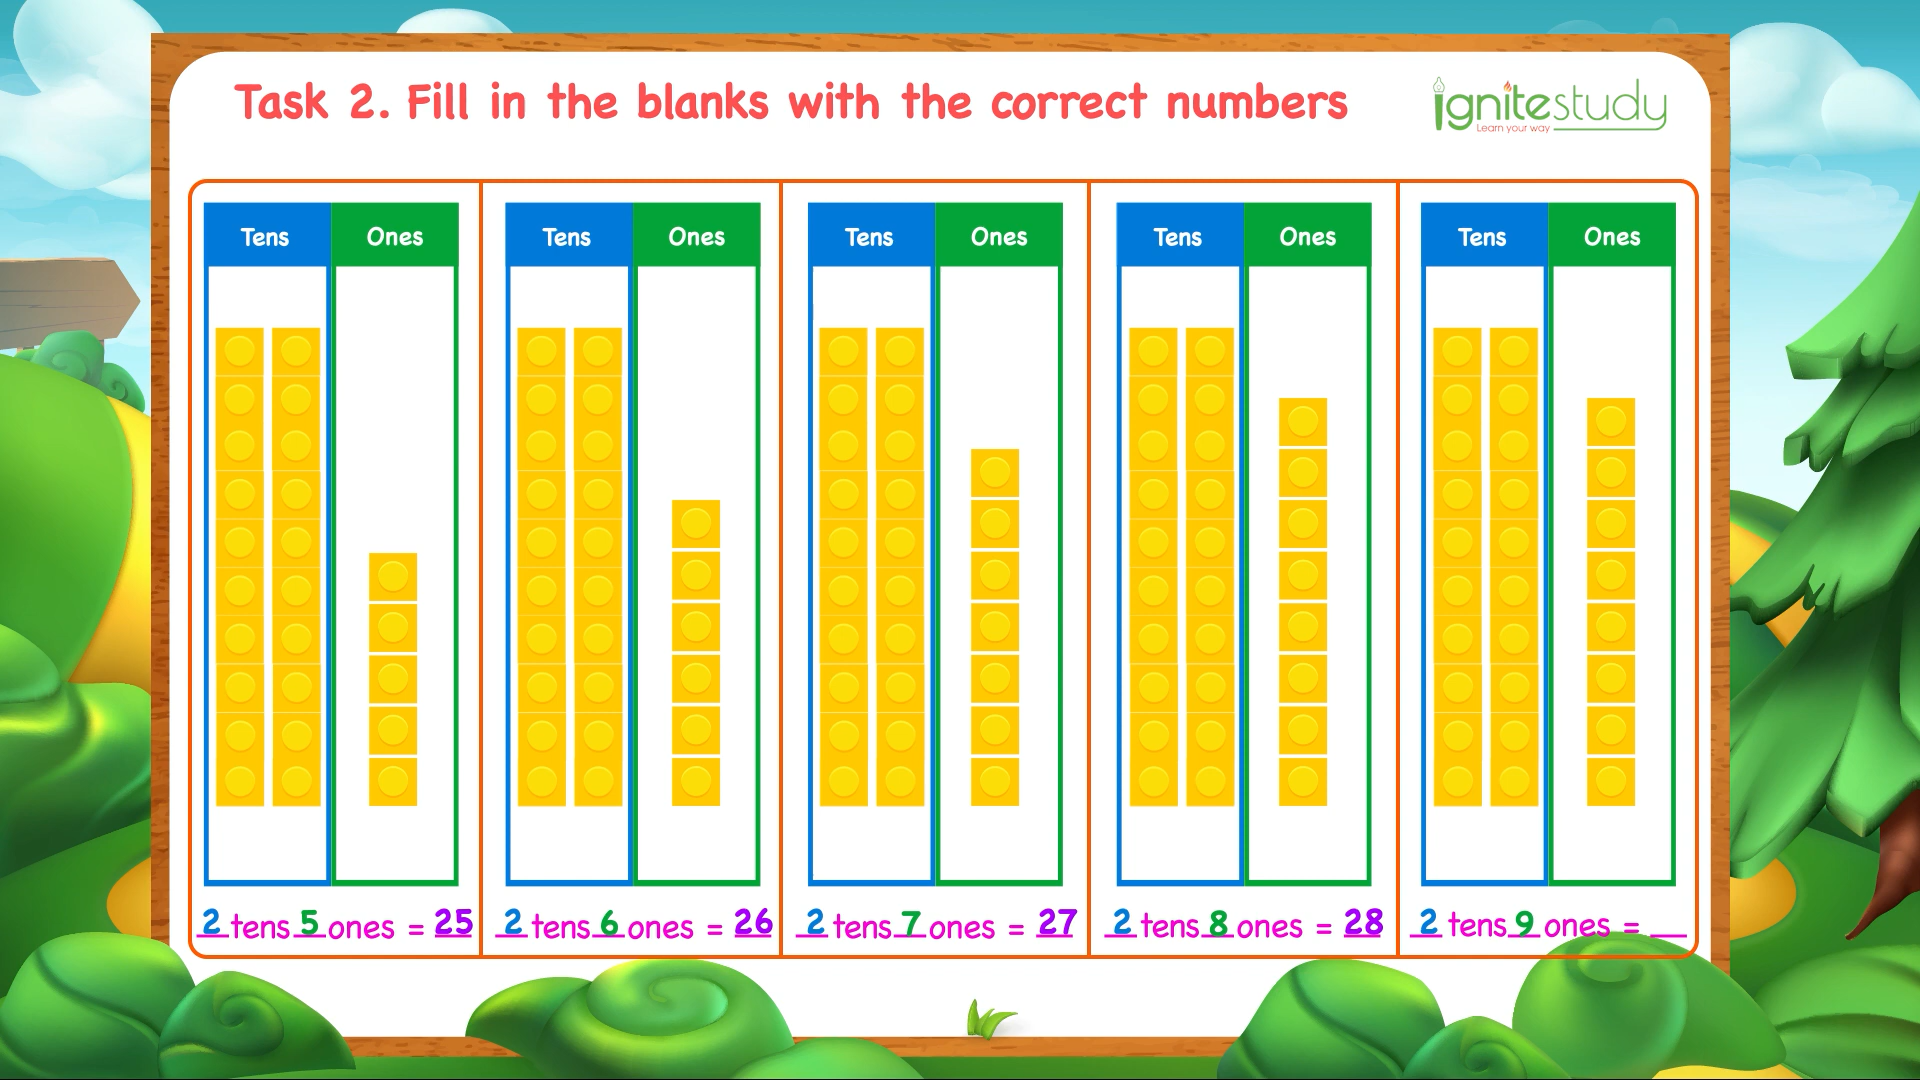 Task 2. Fill in the blanks with the correct numbers
ignitestudy
Learn your way
Tens Ones
Tens Ones
Tens Ones
Tens Ones
Tens Ones
2 tens 5 ones = 25
2 tens 6 ones = 26
2 tens 7 ones = 27
2 tens 8 ones = 28
2 tens 9 ones = __